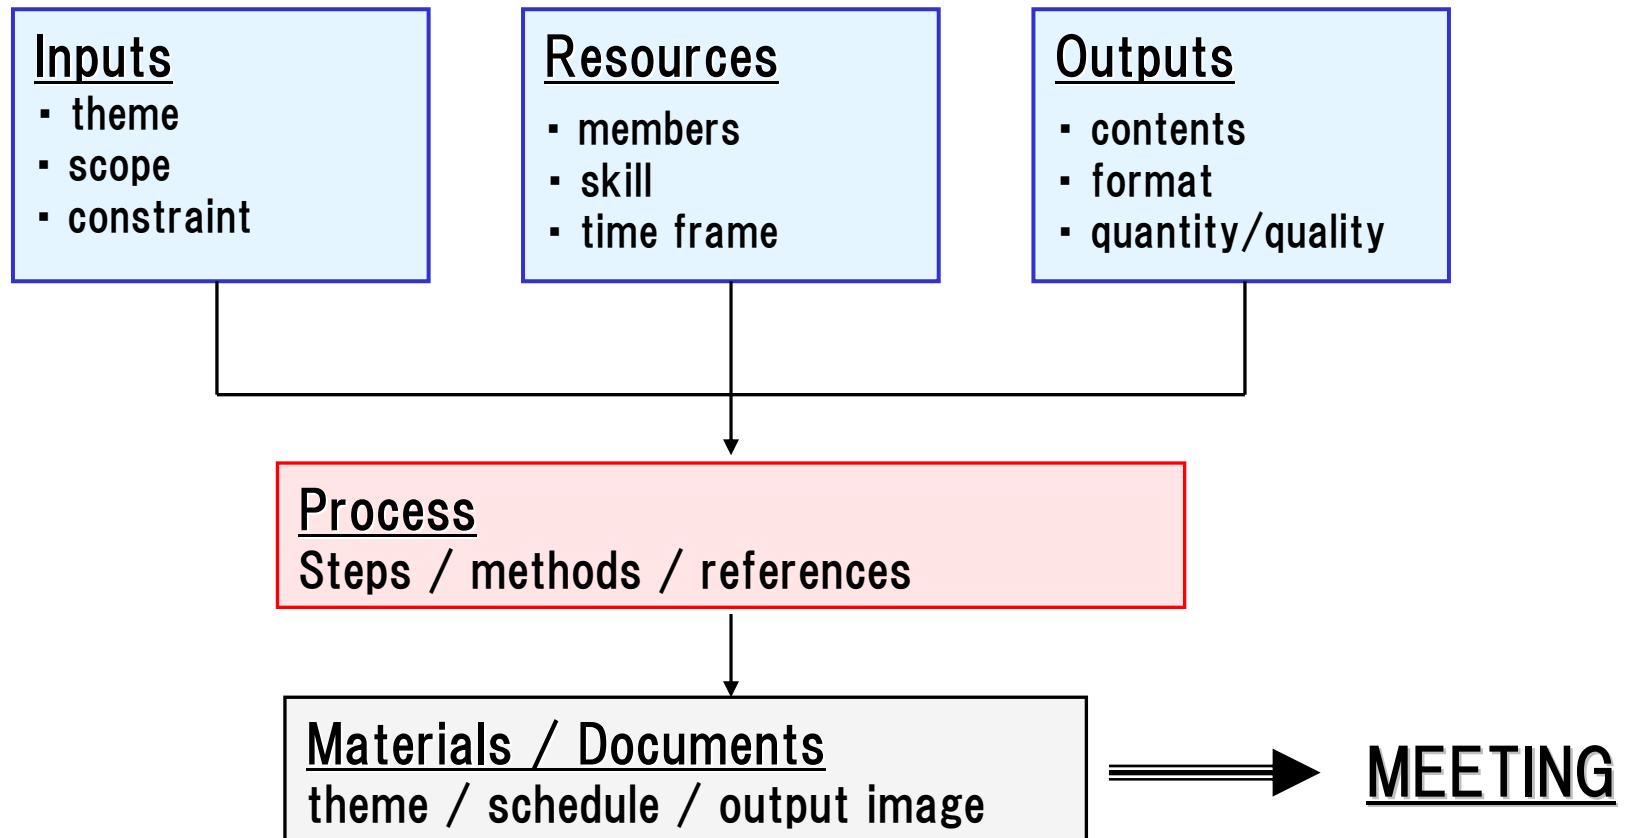 Inputs
・ theme
・ scope
・ constraint
Resources
・ members
・ skill
・ time frame
Outputs
・ contents
・ format
・ quantity/quality
Process
Steps / methods / references
Materials / Documents
theme / schedule / output image
MEETING